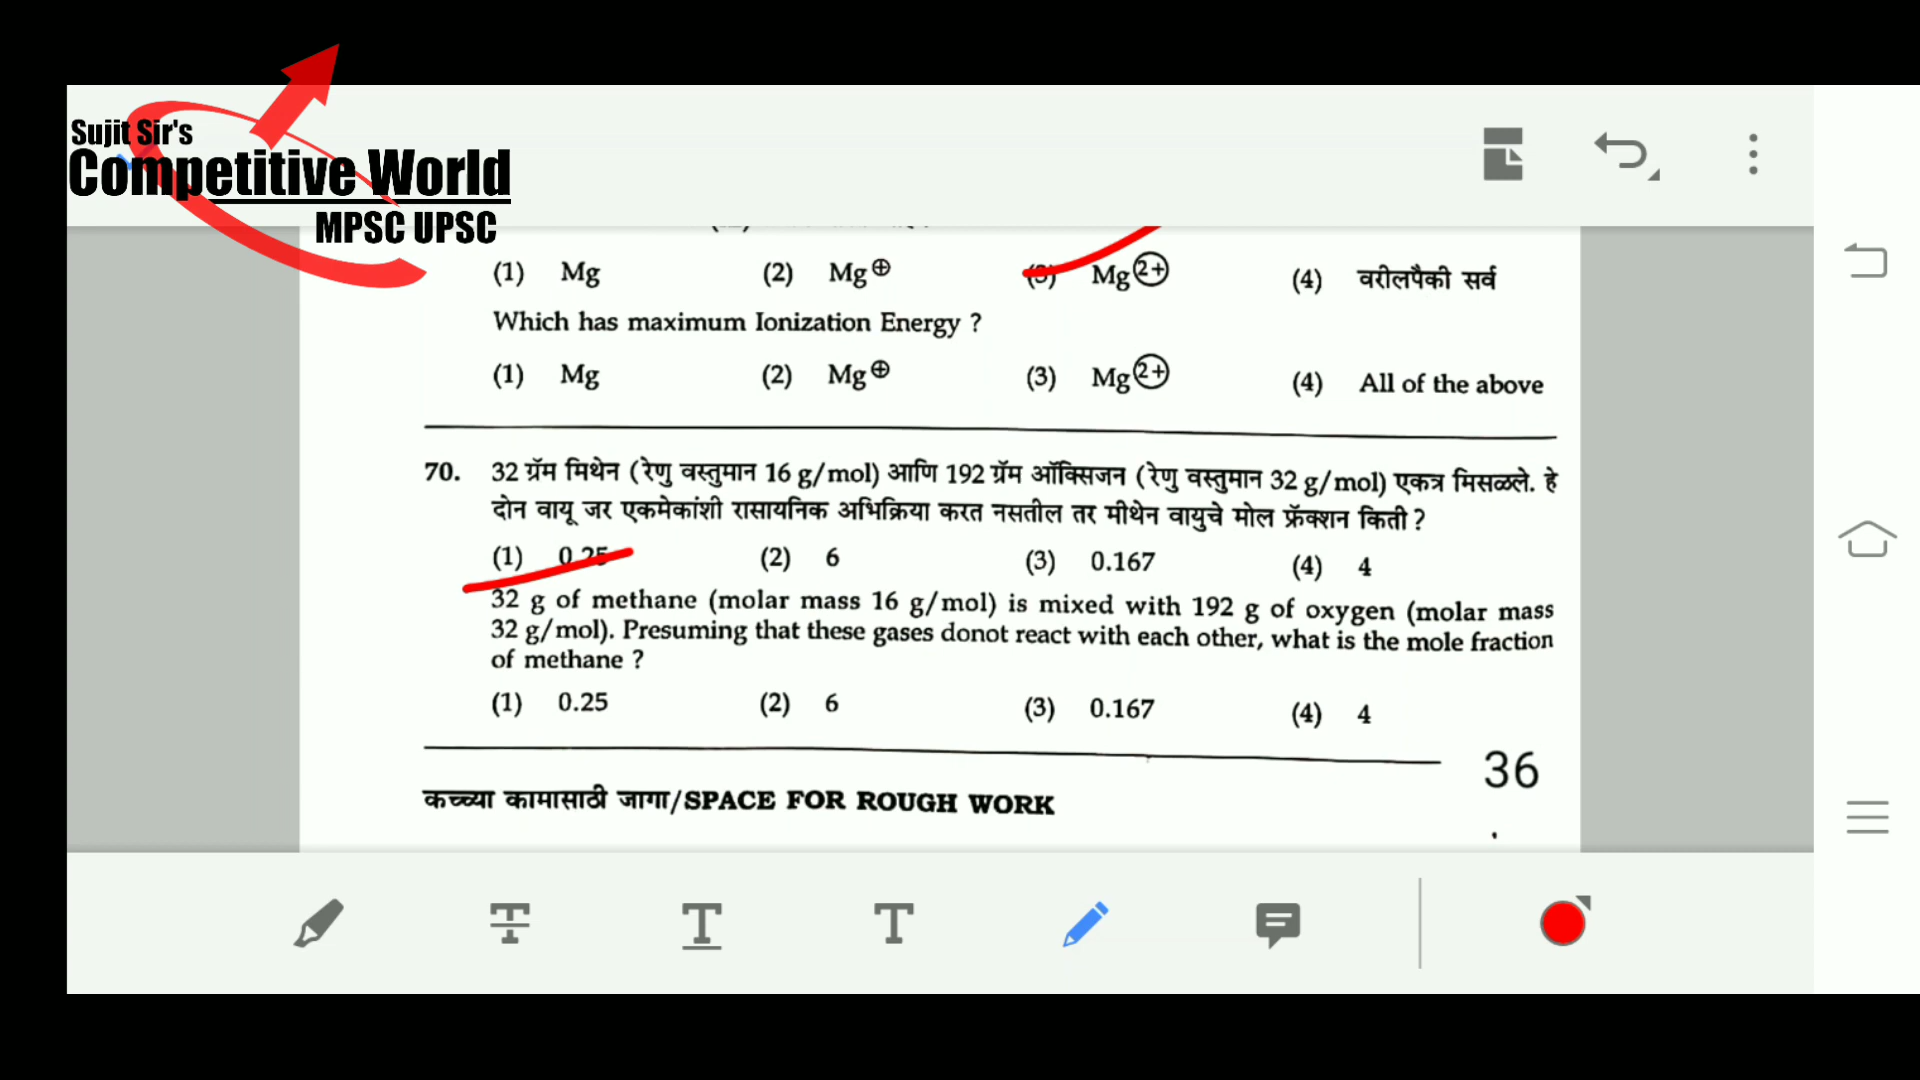 Sujit Sir's
Competitive World
MPSC UPSC
(1) Mg (2) Mg⊕ (3) Mg2+ (4) वरीलपैकी सर्व
Which has maximum Ionization Energy ?
(1) Mg (2) Mg⊕ (3) Mg2+ (4) All of the above
70. 32 ग्रॅम मिथेन (रेणु वस्तुमान 16 g/mol) आणि 192 ग्रॅम ऑक्सिजन (रेणु वस्तुमान 32 g/mol) एकत्र मिसळले. हे
दोन वायू जर एकमेकांशी रासायनिक अभिक्रिया करत नसतील तर मीथेन वायुचे मोल फ्रॅक्शन किती ?
(1) 0.25 (2) 6 (3) 0.167 (4) 4
32 g of methane (molar mass 16 g/mol) is mixed with 192 g of oxygen (molar mass
32 g/mol). Presuming that these gases donot react with each other, what is the mole fraction
of methane ?
(1) 0.25 (2) 6 (3) 0.167 (4) 4
36
कच्च्या कामासाठी जागा/SPACE FOR ROUGH WORK